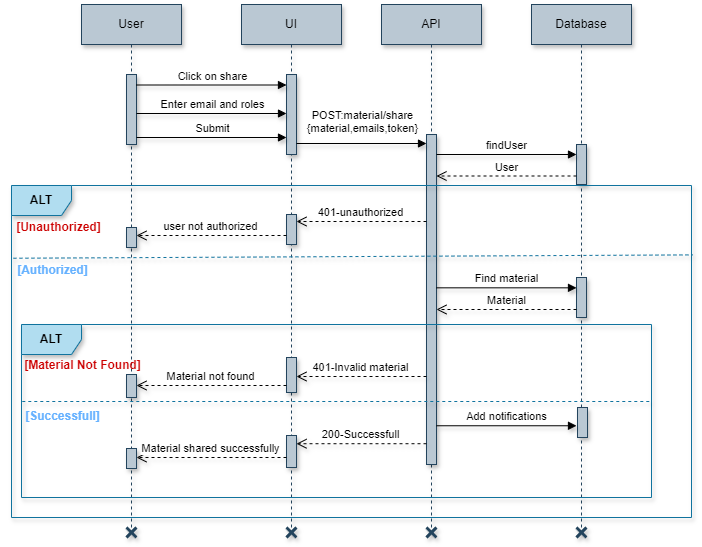 User
UI
API
Database
Click on share
Enter email and roles
Submit
POST:material/share
{material,emails,token}
findUser
User
ALT
[Unauthorized]
401-unauthorized
user not authorized
[Authorized]
Find material
Material
ALT
[Material Not Found]
401-Invalid material
Material not found
[Successfull]
Add notifications
200-Successfull
Material shared successfully